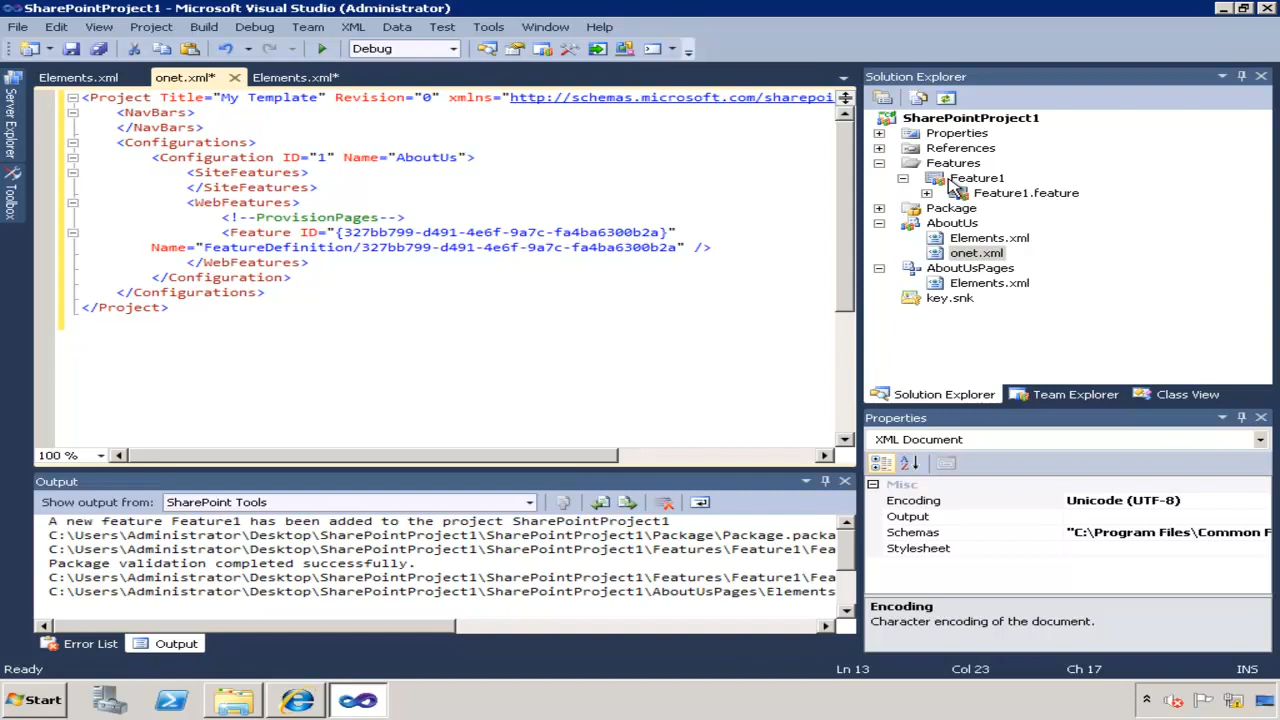 SharePointProject1 - Microsoft Visual Studio (Administrator)
File Edit View Project Build Debug Team XML Data Test Tools Window Help
Debug
Elements.xml onet.xml* Elements.xml*
Server Explorer
Toolbox
<Project Title="My Template" Revision="0" xmlns="http://schemas.microsoft.com/sharepoi
<NavBars>
</NavBars>
<Configurations>
<Configuration ID="1" Name="AboutUs">
<SiteFeatures>
</SiteFeatures>
<WebFeatures>
<!--ProvisionPages-->
<Feature ID="{327bb799-d491-4e6f-9a7c-fa4ba6300b2a}"
Name="FeatureDefinition/327bb799-d491-4e6f-9a7c-fa4ba6300b2a" />
</WebFeatures>
</Configuration>
</Configurations>
</Project>
100 %
Output
Show output from: SharePoint Tools
A new feature Feature1 has been added to the project SharePointProject1
C:\Users\Administrator\Desktop\SharePointProject1\SharePointProject1\Package\Package.packa
C:\Users\Administrator\Desktop\SharePointProject1\SharePointProject1\Features\Feature1\Fea
Package validation completed successfully.
C:\Users\Administrator\Desktop\SharePointProject1\SharePointProject1\Features\Feature1\Fea
C:\Users\Administrator\Desktop\SharePointProject1\SharePointProject1\AboutUsPages\Elements
Error List Output
Solution Explorer
SharePointProject1
Properties
References
Features
Feature1
Feature1.feature
Package
AboutUs
Elements.xml
onet.xml
AboutUsPages
Elements.xml
key.snk
Solution Explorer Team Explorer Class View
Properties
XML Document
Misc
Encoding Unicode (UTF-8)
Output
Schemas "C:\Program Files\Common F
Stylesheet
Encoding
Character encoding of the document.
Ready Ln 13 Col 23 Ch 17 INS
Start